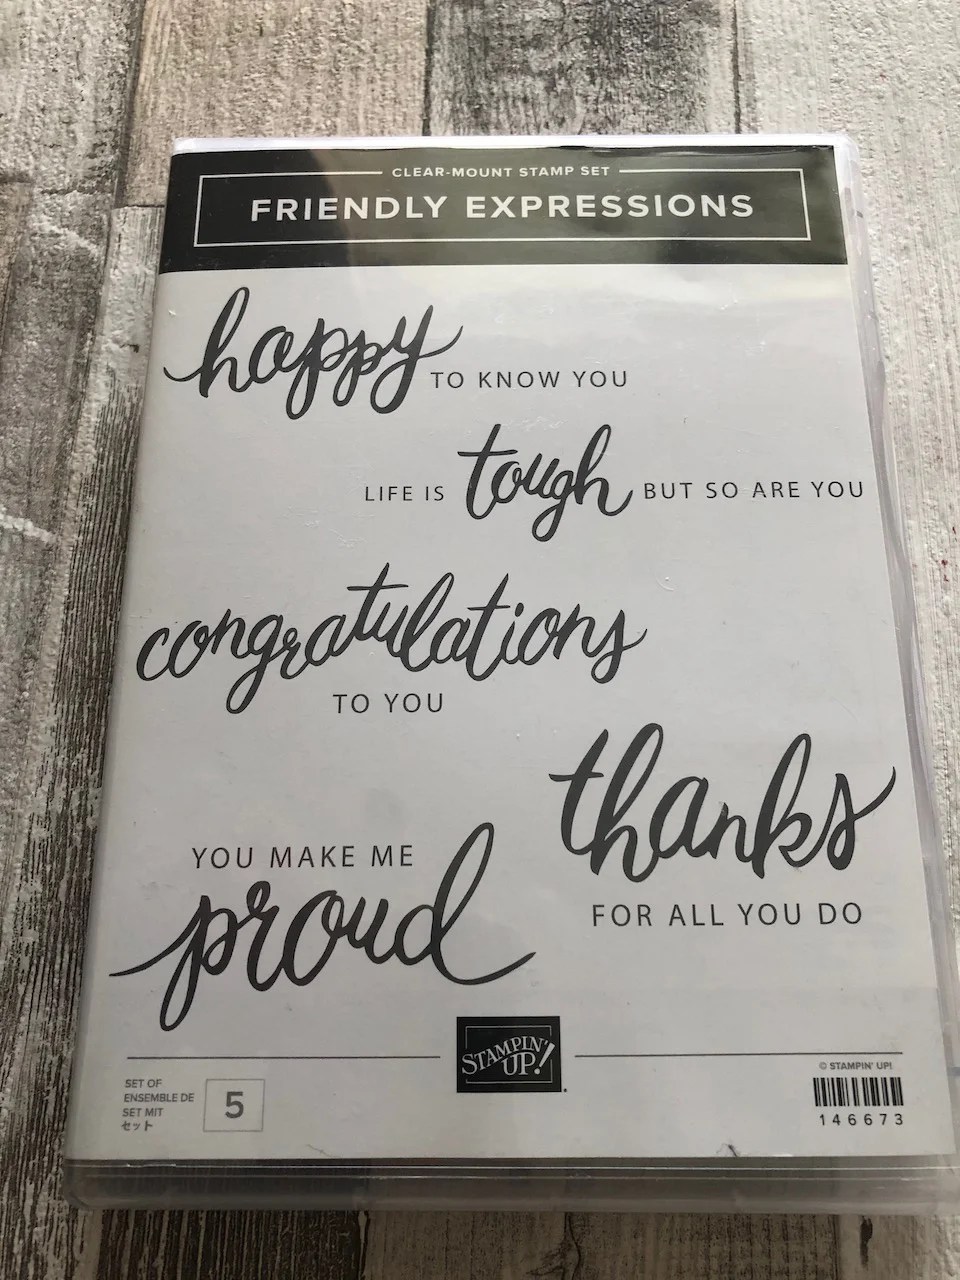 CLEAR-MOUNT STAMP SET
FRIENDLY EXPRESSIONS
happy TO KNOW YOU
LIFE IS tough BUT SO ARE YOU
congratulations
TO YOU
thanks
FOR ALL YOU DO
YOU MAKE ME
proud
STAMPIN'
UP!
SET OF
ENSEMBLE DE
SET MIT
セット
5
© STAMPIN' UP!
146673